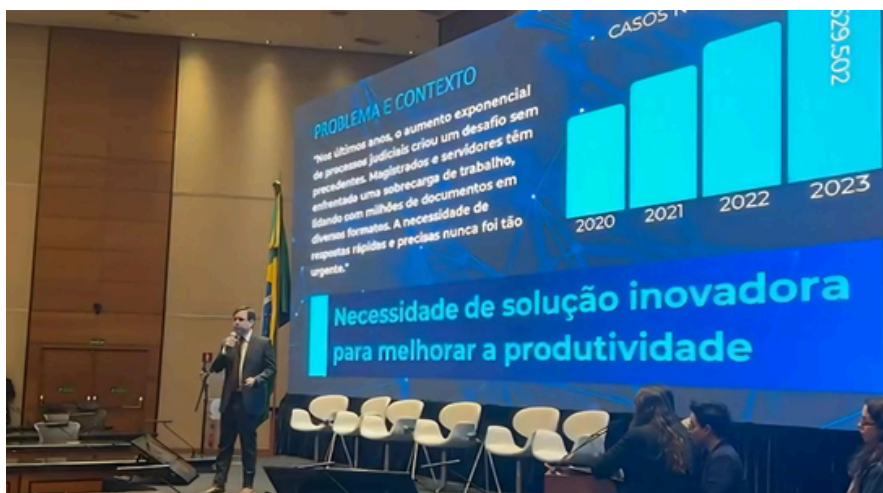 CASOS
629.502
PROBLEMA E CONTEXTO
"Nos últimos anos, o aumento exponencial
de processos judiciais criou um desafio sem
precedentes. Magistrados e servidores têm
enfrentado uma sobrecarga de trabalho,
lidando com milhões de documentos em
diversos formatos. A necessidade de
respostas rápidas e precisas nunca foi tão
urgente."
2020 2021 2022 2023
Necessidade de solução inovadora
para melhorar a produtividade